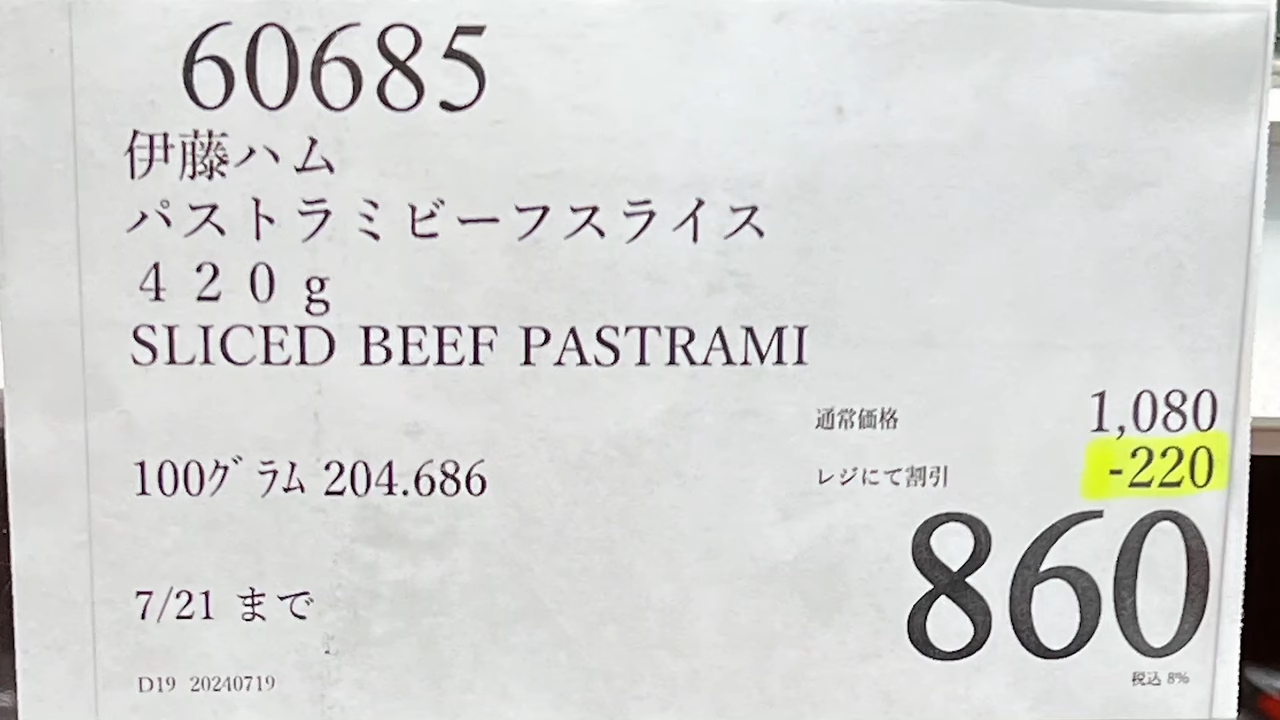 60685
伊藤ハム
パストラミビーフスライス
４２０ｇ
SLICED BEEF PASTRAMI
通常価格 1,080
100ｸﾞﾗﾑ 204.686
レジにて割引 -220
860
7/21 まで
税込 8%
D19 20240719